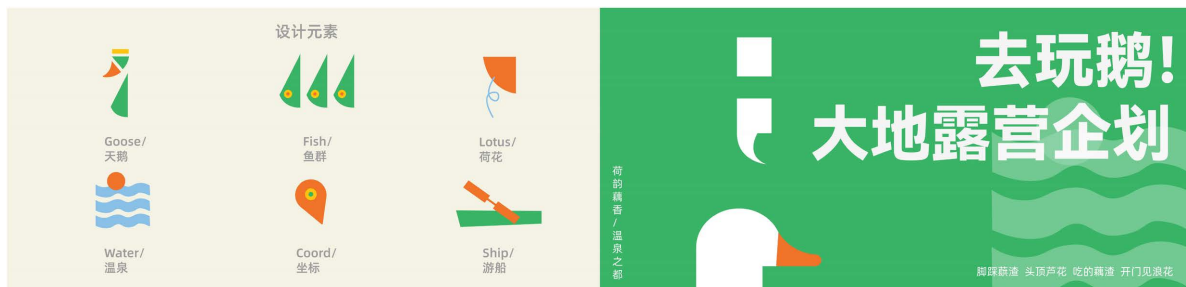 设计元素
Goose/
天鹅
Fish/
鱼群
Lotus/
荷花
Water/
温泉
Coord/
坐标
Ship/
游船
去玩鹅!
大地露营企划
荷韵藕香/温泉之都
脚踩蔀渣 头顶芦花 吃的藕渣 开门见浪花